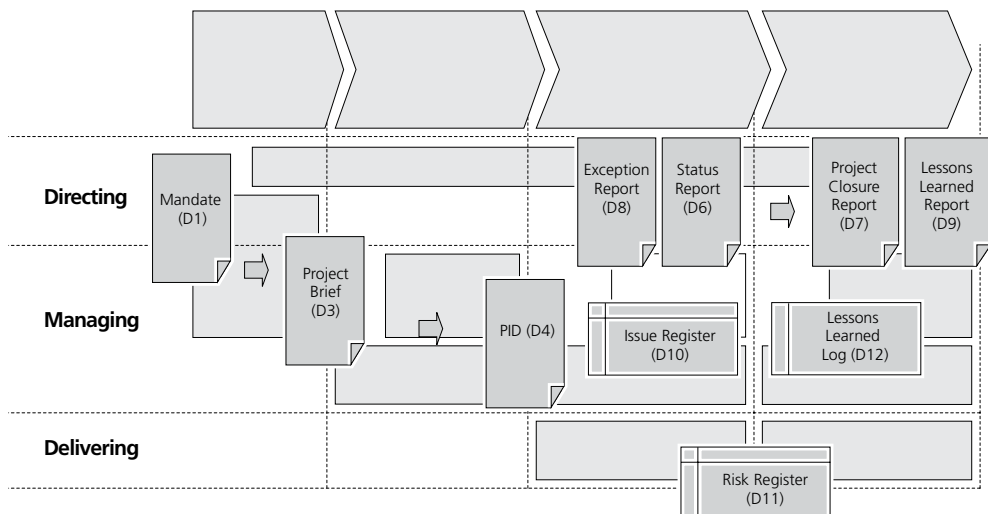 Directing
Mandate
(D1)
Exception
Report
(D8)
Status
Report
(D6)
Project
Closure
Report
(D7)
Lessons
Learned
Report
(D9)
Managing
Project
Brief
(D3)
PID (D4)
Issue Register
(D10)
Lessons
Learned
Log (D12)
Delivering
Risk Register
(D11)